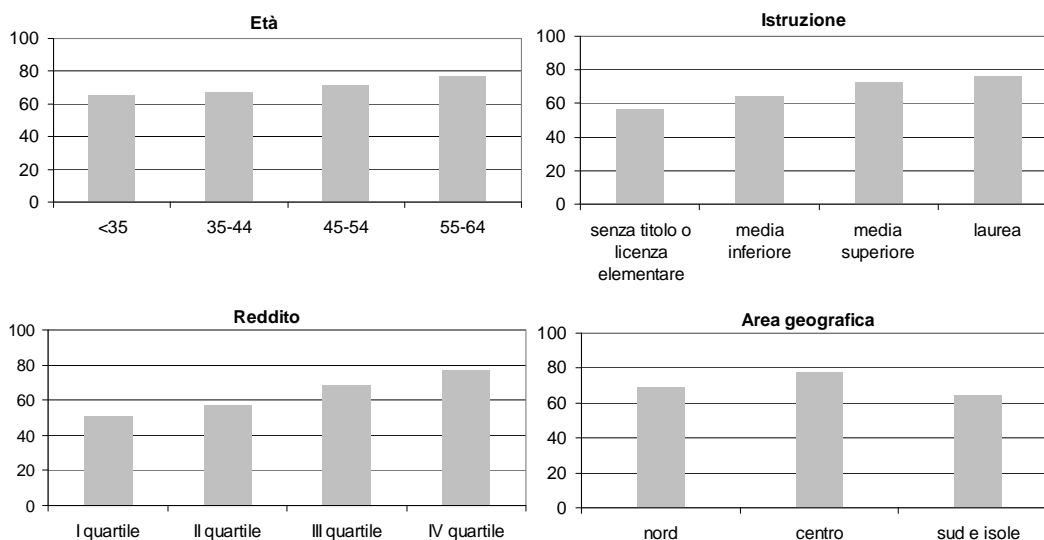 Età
100
80
60
40
20
0
<35 35-44 45-54 55-64
Istruzione
100
80
60
40
20
0
senza titolo o
licenza
elementare
media
inferiore
media
superiore
laurea
Reddito
100
80
60
40
20
0
I quartile II quartile III quartile IV quartile
Area geografica
100
80
60
40
20
0
nord centro sud e isole